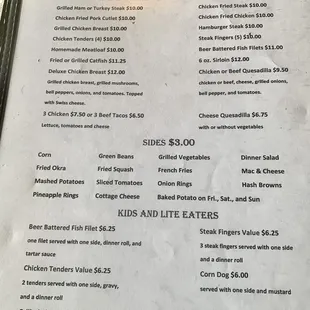 Grilled Ham or Turkey Steak $10.00
Chicken Fried Pork Cutlet $10.00
Grilled Chicken Breast $10.00
Chicken Tenders (4) $10.00
Homemade Meatloaf $10.00
Fried or Grilled Catfish $11.25
Deluxe Chicken Breast $12.00
Grilled chicken breast, grilled mushrooms,
bell peppers, onions, and tomatoes. Topped
with Swiss cheese.
3 Chicken $7.50 or 3 Beef Tacos $6.50
Lettuce, tomatoes and cheese
Chicken Fried Steak $10.00
Chicken Fried Chicken $10.00
Hamburger Steak $10.00
Steak Fingers (5) $10.00
Beer Battered Fish Filets $11.00
6 oz. Sirloin $12.00
Chicken or Beef Quesadilla $9.50
chicken or beef, cheese, grilled onions,
bell pepper, and tomatoes.
Cheese Quesadilla $6.75
with or without vegetables
SIDES $3.00
Corn Green Beans Grilled Vegetables Dinner Salad
Fried Okra Fried Squash French Fries Mac & Cheese
Mashed Potatoes Sliced Tomatoes Onion Rings Hash Browns
Pineapple Rings Cottage Cheese Baked Potato on Fri., Sat., and Sun
KIDS AND LITE EATERS
Beer Battered Fish Filet $6.25
one filet served with one side, dinner roll, and
tartar sauce
Chicken Tenders Value $6.25
2 tenders served with one side, gravy,
and a dinner roll
Steak Fingers Value $6.25
3 steak fingers served with one side
and a dinner roll
Corn Dog $6.00
served with one side and mustard